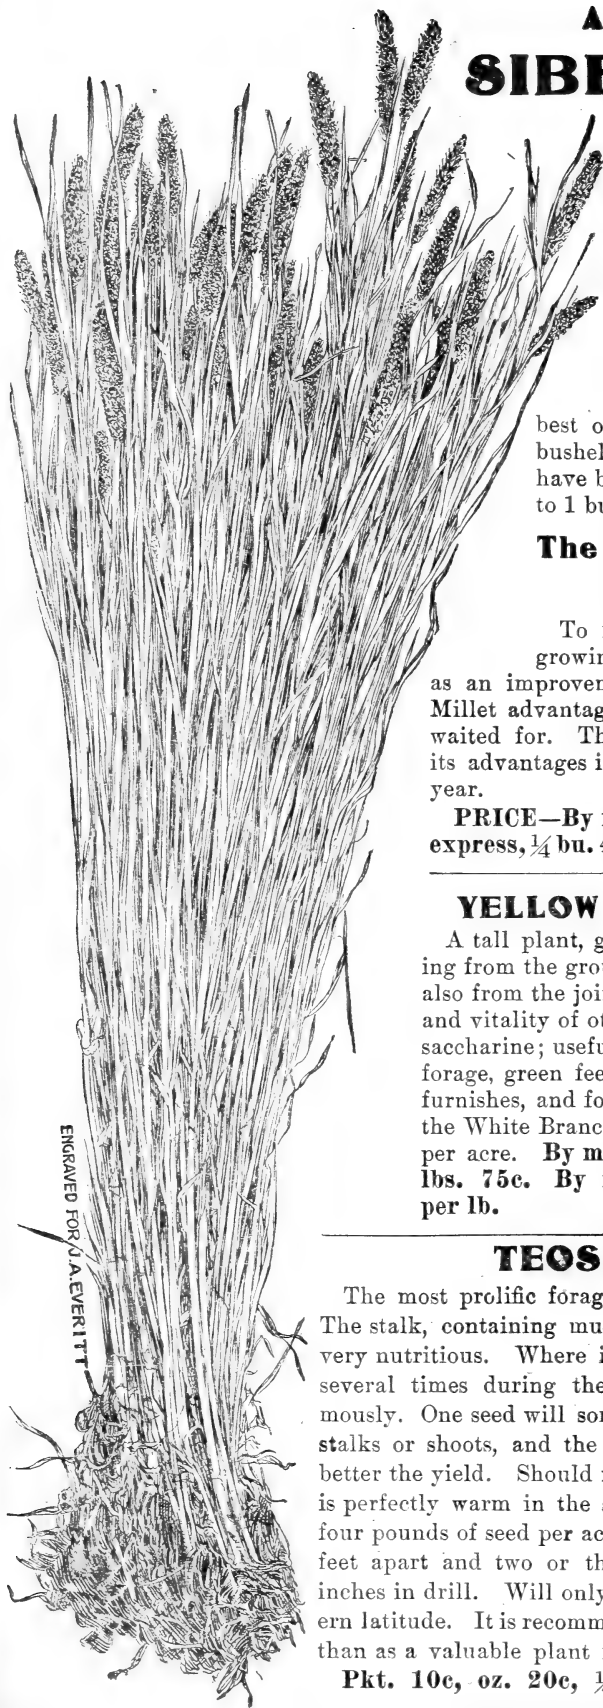 A
SIBE
best o
bushel
have b
to 1 bu
The
To
growin
as an improven
Millet advantag
waited for. Th
its advantages i
year.
PRICE—By
express, ¼ bu.
YELLOW
A tall plant, g
ing from the grou
also from the join
and vitality of ot
saccharine; usefu
forage, green fee
furnishes, and fo
the White Branc
per acre. By m
lbs. 75c. By
per lb.
ENGRAVED FOR J.A.EVERITT
TEOS
The most prolific forag
The stalk, containing mu
very nutritious. Where i
several times during the
mously. One seed will som
stalks or shoots, and the
better the yield. Should
is perfectly warm in the
four pounds of seed per ac
feet apart and two or th
inches in drill. Will only
ern latitude. It is recomm
than as a valuable plant
Pkt. 10c, oz. 20c,